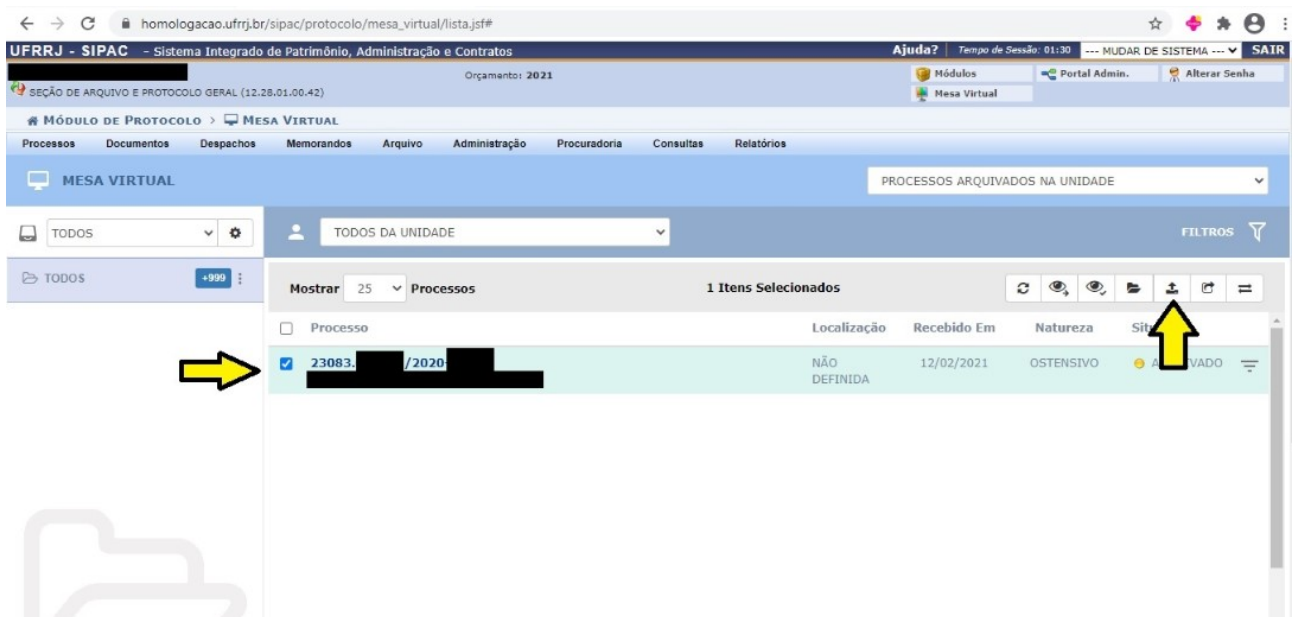 homologacao.ufrrj.br/sipac/protocolo/mesa_virtual/lista.jsf#
UFRRJ - SIPAC - Sistema Integrado de Patrimônio, Administração e Contratos Ajuda? Tempo de Sessão: 01:30 --- MUDAR DE SISTEMA --- SAIR
Orçamento: 2021 Módulos Portal Admin. Alterar Senha
SEÇÃO DE ARQUIVO E PROTOCOLO GERAL (12.28.01.00.42) Mesa Virtual
MÓDULO DE PROTOCOLO > MESA VIRTUAL
Processos Documentos Despachos Memorandos Arquivo Administração Procuradoria Consultas Relatórios
MESA VIRTUAL PROCESSOS ARQUIVADOS NA UNIDADE
TODOS TODOS DA UNIDADE FILTROS
TODOS +999
Mostrar 25 Processos 1 Itens Selecionados
Processo Localização Recebido Em Natureza
23083. /2020- NÃO DEFINIDA 12/02/2021 OSTENSIVO